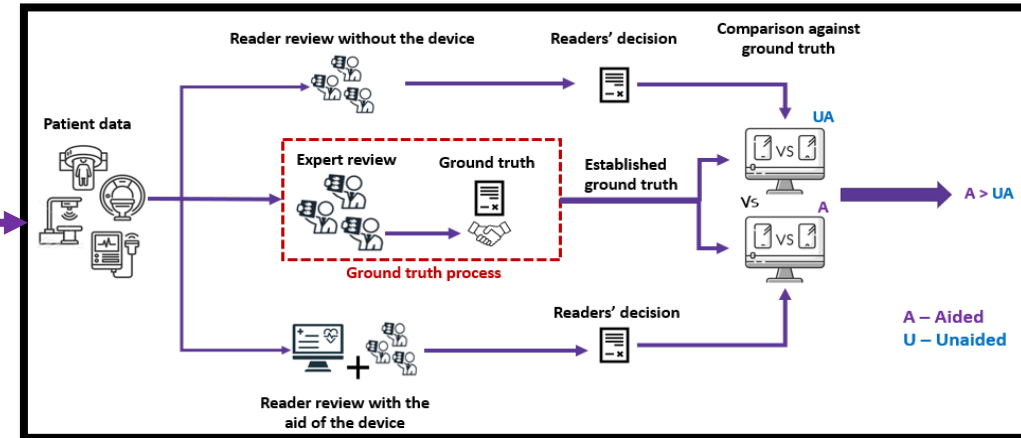 Reader review without the device
Readers' decision
Comparison against
ground truth
Patient data
UA
VS
Expert review
Ground truth
Established
ground truth
Vs
A > UA
A
VS
Ground truth process
Readers' decision
A – Aided
U – Unaided
Reader review with the
aid of the device